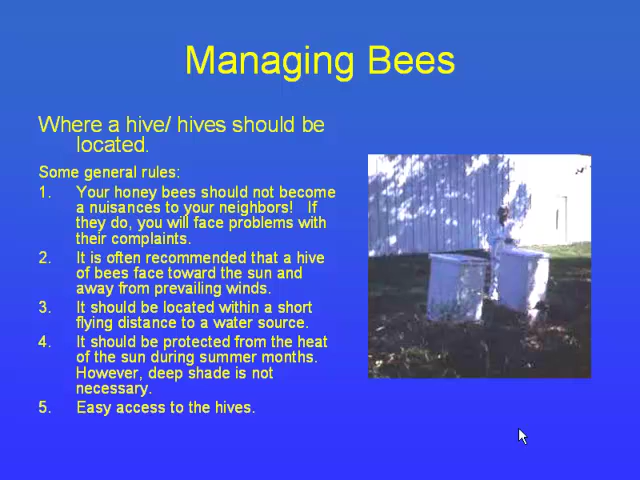 Managing Bees
Where a hive/ hives should be
located.
Some general rules:
1. Your honey bees should not become
a nuisances to your neighbors! If
they do, you will face problems with
their complaints.
2. It is often recommended that a hive
of bees face toward the sun and
away from prevailing winds.
3. It should be located within a short
flying distance to a water source.
4. It should be protected from the heat
of the sun during summer months.
However, deep shade is not
necessary.
5. Easy access to the hives.